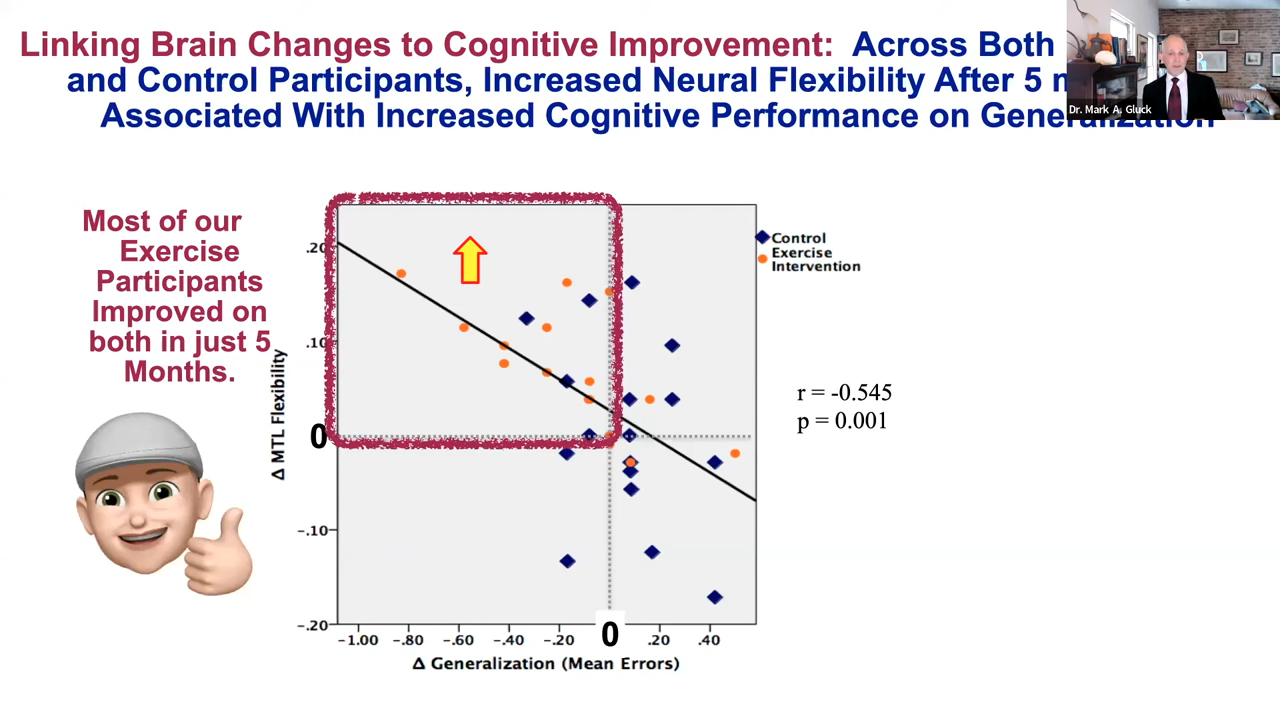 Linking Brain Changes to Cognitive Improvement: Across Both
and Control Participants, Increased Neural Flexibility After 5
Associated With Increased Cognitive Performance on Generalization
Dr. Mark A. Gluck
Most of our
Exercise
Participants
Improved on
both in just 5
Months.
Control
Exercise
Intervention
r = -0.545
p = 0.001
Δ MTL Flexibility
.20
.10
0
-.10
-.20
-1.00 -.80 -.60 -.40 -.20 0 .20 .40
Δ Generalization (Mean Errors)